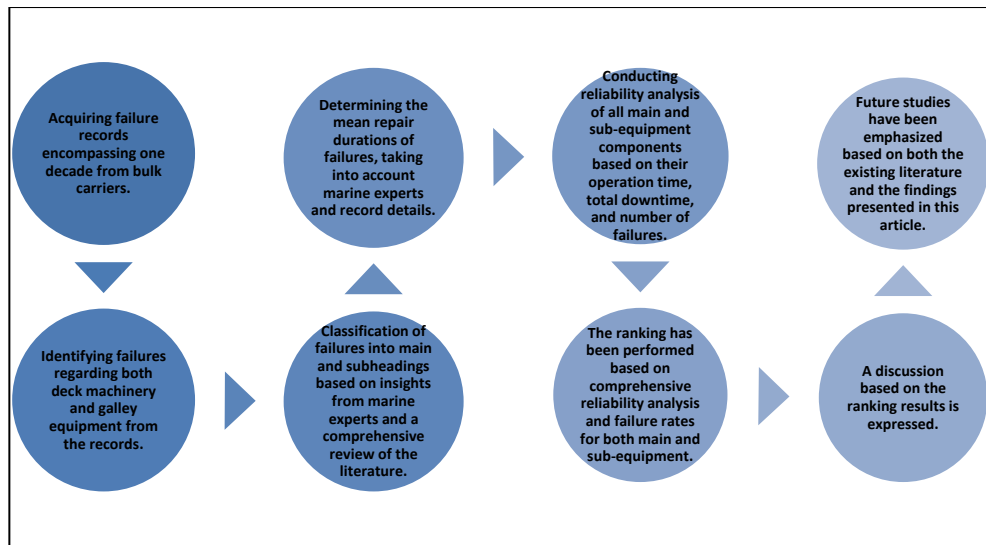 Acquiring failure
records
encompassing one
decade from bulk
carriers.
Identifying failures
regarding both
deck machinery
and galley
equipment from
the records.
Classification of
failures into main
and subheadings
based on insights
from marine
experts and a
comprehensive
review of the
literature.
Determining the
mean repair
durations of
failures, taking
into account
marine experts
and record details.
Conducting
reliability analysis
of all main and
sub-equipment
components
based on their
operation time,
total downtime,
and number of
failures.
The ranking has
been performed
based on
comprehensive
reliability analysis
and failure rates
for both main and
sub-equipment.
A discussion
based on the
ranking results is
expressed.
Future studies
have been
emphasized
based on both the
existing literature
and the findings
presented in this
article.